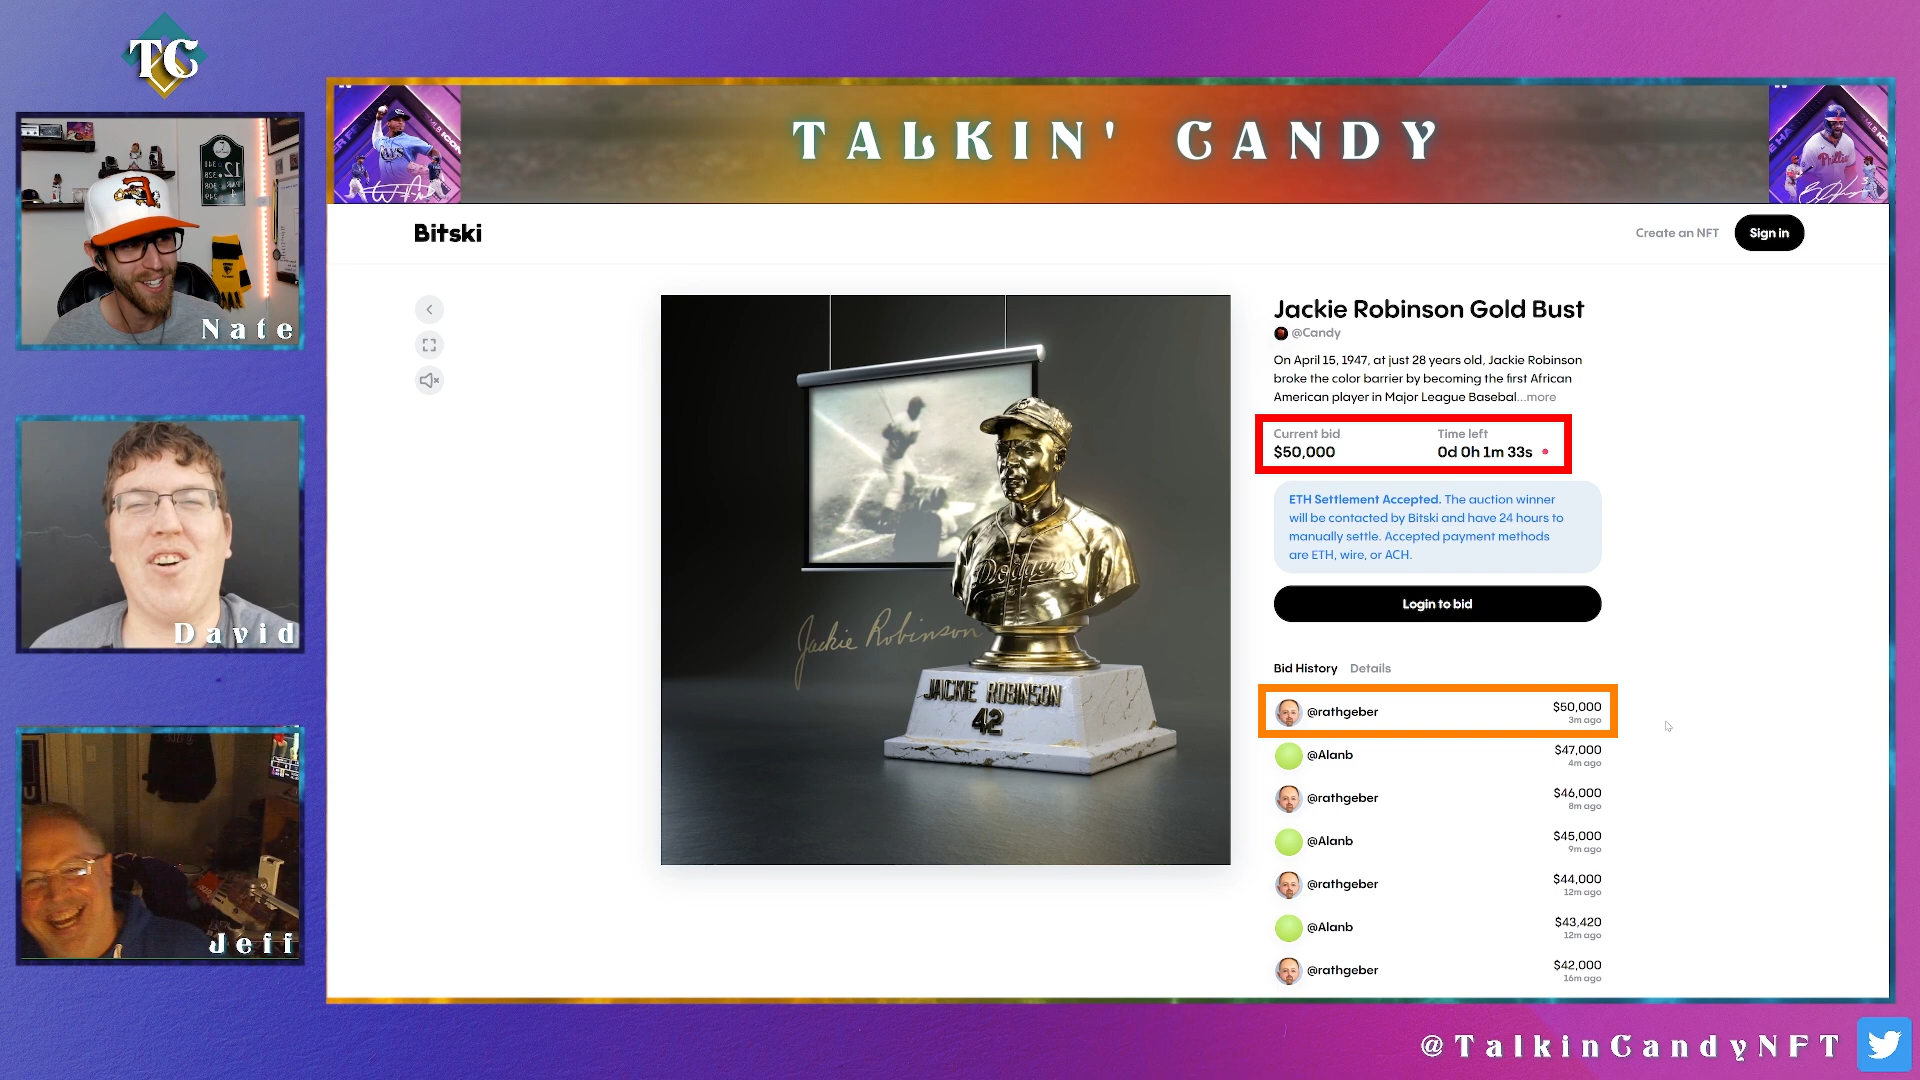 TC
TALKIN' CANDY
RAYS
Phillies
Nate
David
Jeff
Bitski
Create an NFT
Sign in
Jackie Robinson Gold Bust
@Candy
On April 15, 1947, at just 28 years old, Jackie Robinson
broke the color barrier by becoming the first African
American player in Major League Basebal...more
Current bid
Time left
$50,000
0d 0h 1m 33s
ETH Settlement Accepted. The auction winner
will be contacted by Bitski and have 24 hours to
manually settle. Accepted payment methods
are ETH, wire, or ACH.
Login to bid
Dodgers
Jackie Robinson
JACKIE ROBINSON
42
Bid History
Details
@rathgeber
$50,000
3m ago
@Alanb
$47,000
4m ago
@rathgeber
$46,000
8m ago
@Alanb
$45,000
9m ago
@rathgeber
$44,000
12m ago
@Alanb
$43,420
12m ago
@rathgeber
$42,000
16m ago
@TalkinCandyNFT